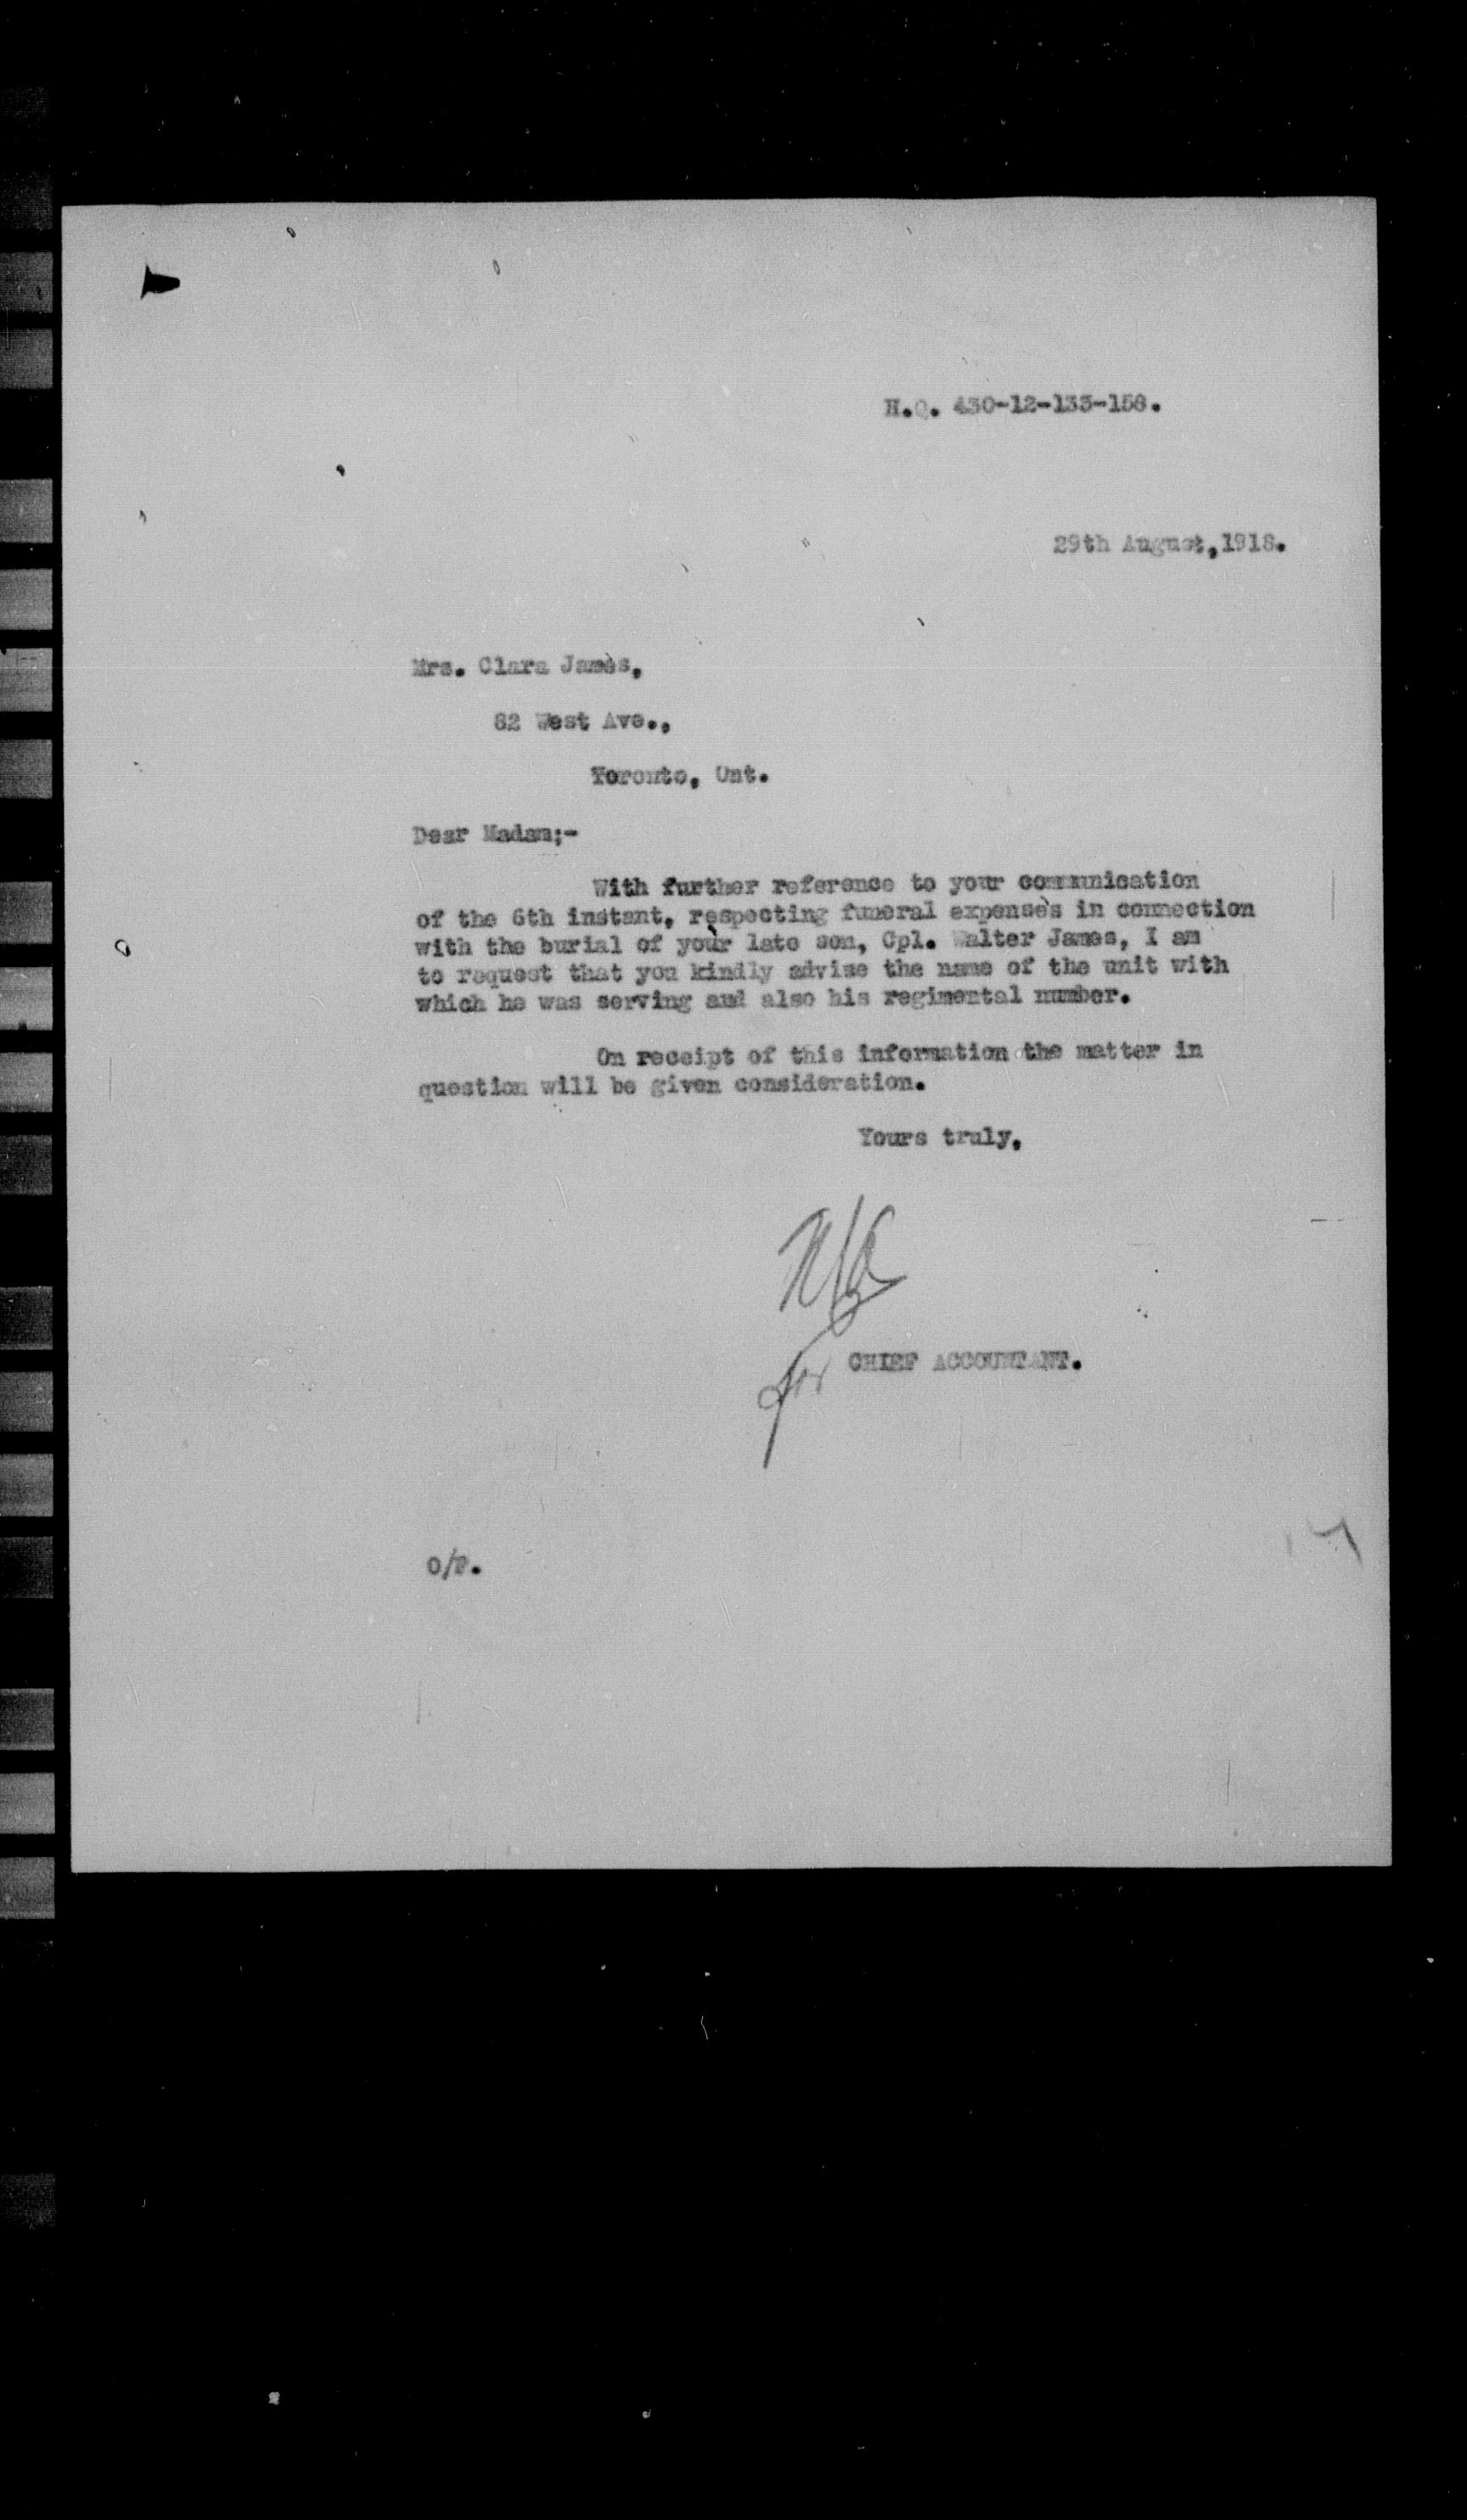 H.Q. 430-12-133-158.
29th August, 1918.
Mrs. Clara James,
82 West Ave.,
Toronto, Ont.
Dear Madam;-
With further reference to your communication
of the 6th instant, respecting funeral expenses in connection
with the burial of your late son, Cpl. Walter James, I am
to request that you kindly advise the name of the unit with
which he was serving and also his regimental number.
On receipt of this information the matter in
question will be given consideration.
Yours truly,
for CHIEF ACCOUNTANT.